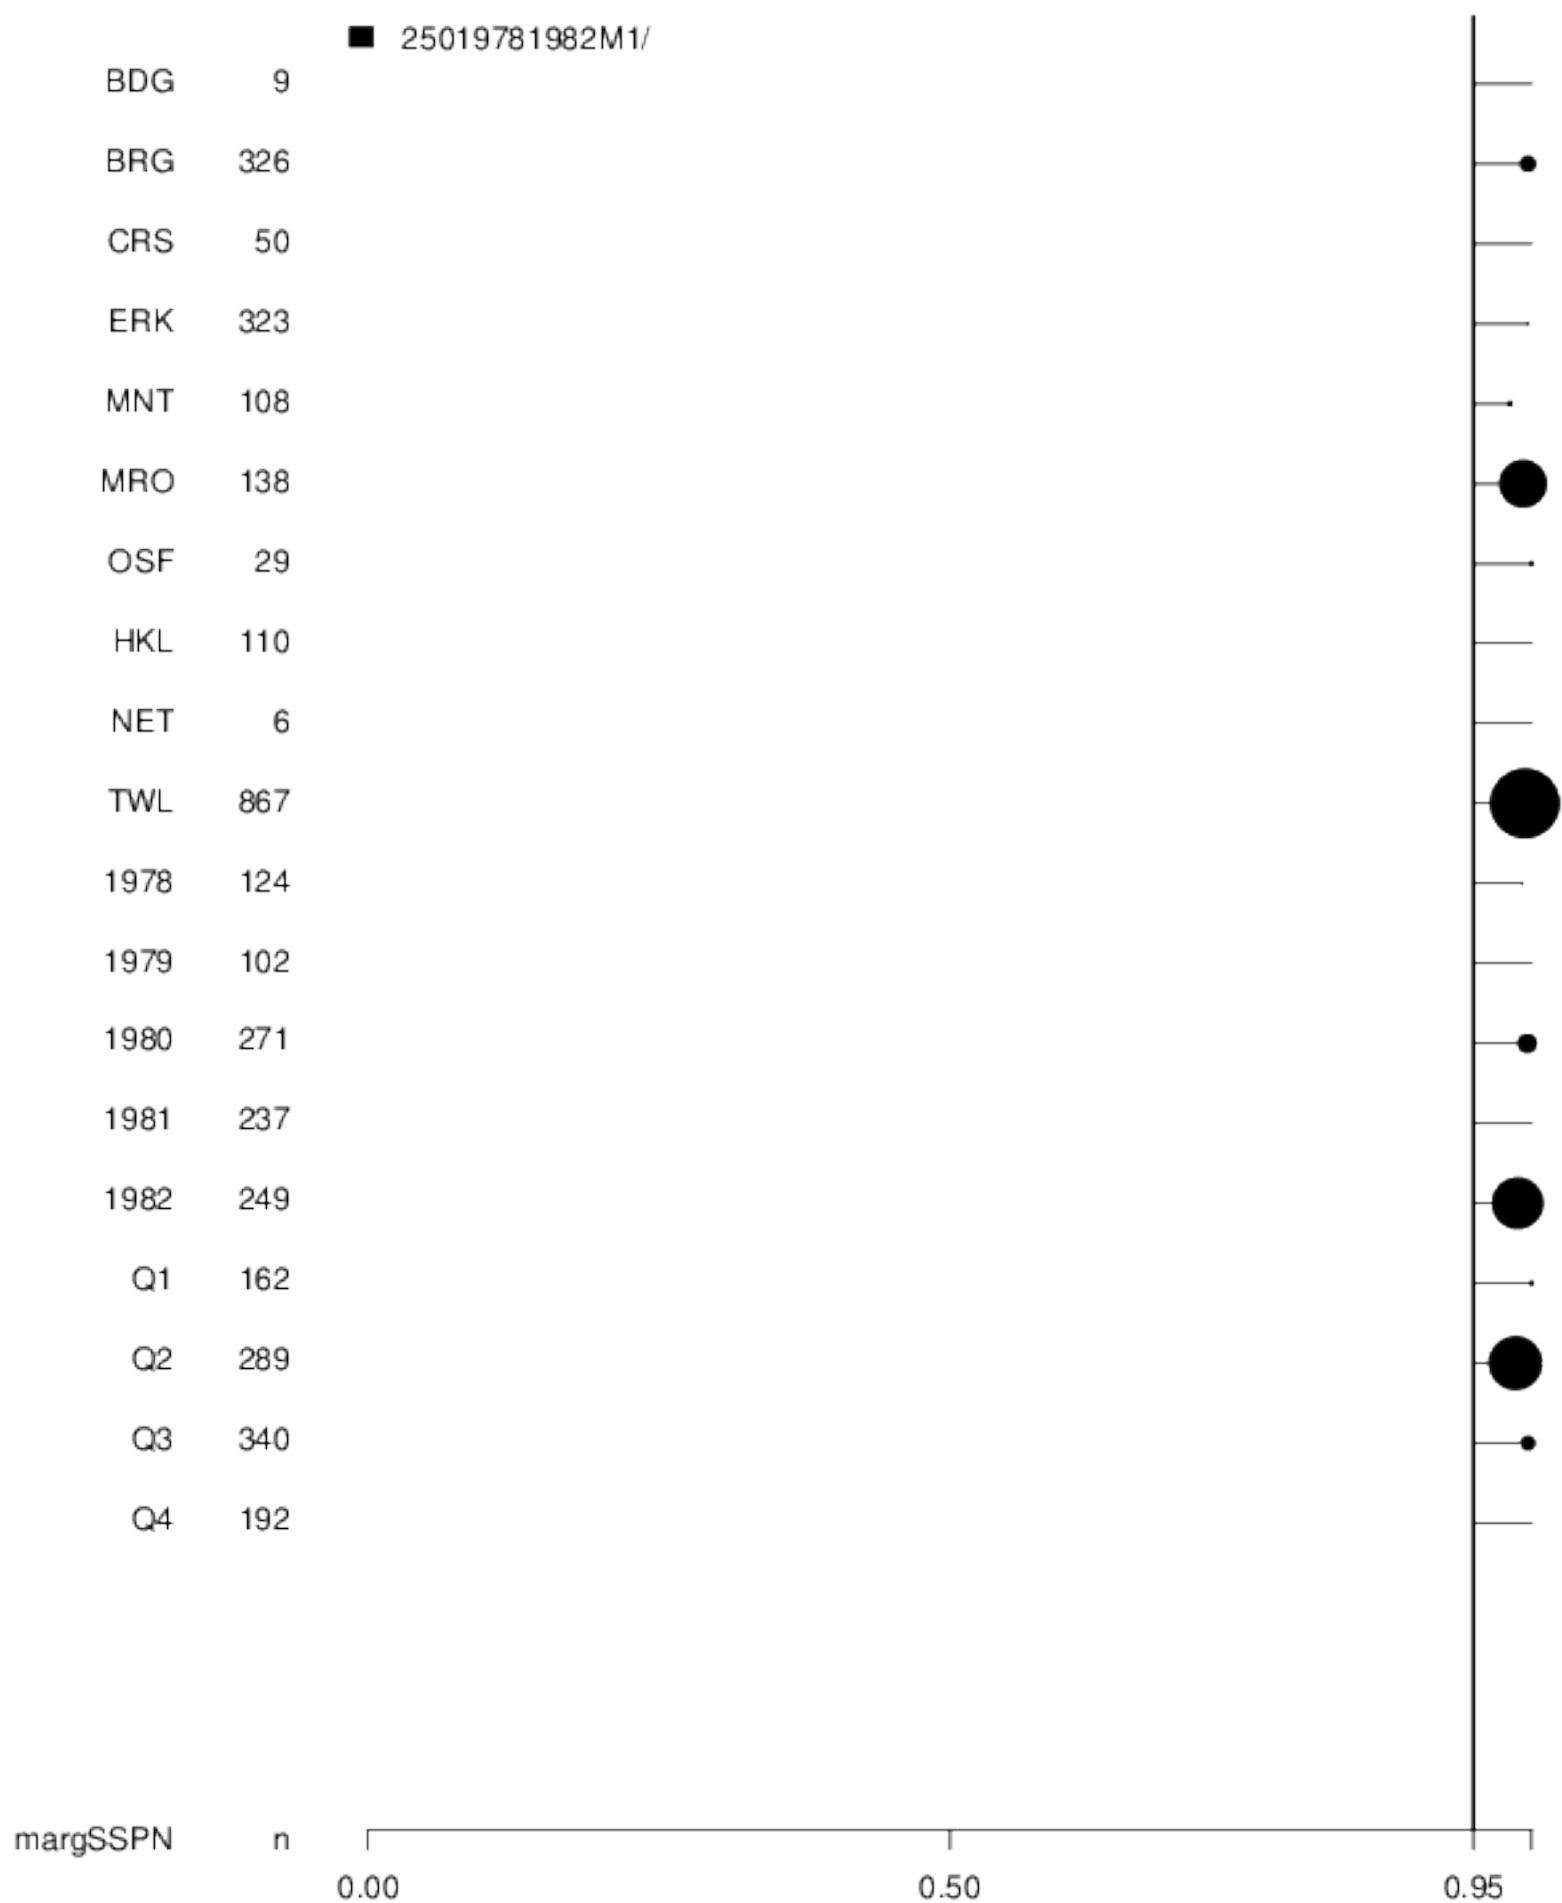 25019781982M1/
BDG 9
BRG 326
CRS 50
ERK 323
MNT 108
MRO 138
OSF 29
HKL 110
NET 6
TWL 867
1978 124
1979 102
1980 271
1981 237
1982 249
Q1 162
Q2 289
Q3 340
Q4 192
margSSPN n
0.00 0.50 0.95